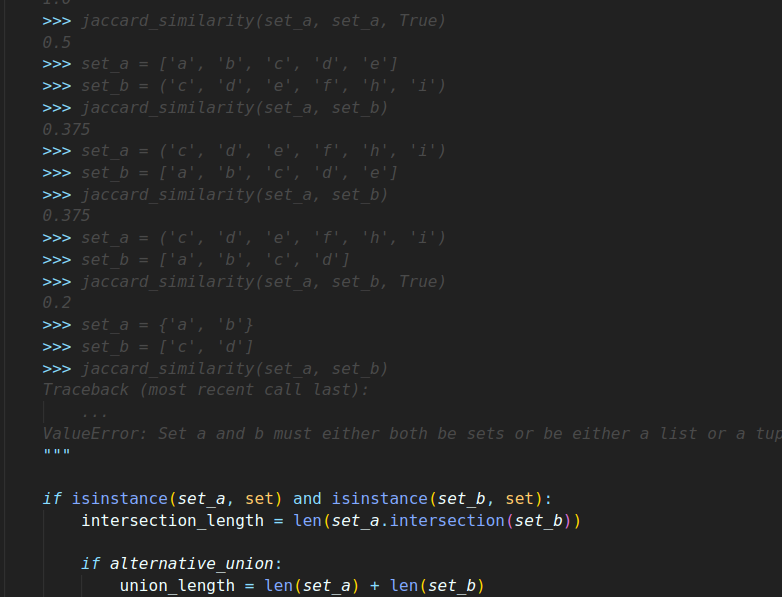 1.0
>>> jaccard_similarity(set_a, set_a, True)
0.5
>>> set_a = ['a', 'b', 'c', 'd', 'e']
>>> set_b = ('c', 'd', 'e', 'f', 'h', 'i')
>>> jaccard_similarity(set_a, set_b)
0.375
>>> set_a = ('c', 'd', 'e', 'f', 'h', 'i')
>>> set_b = ['a', 'b', 'c', 'd', 'e']
>>> jaccard_similarity(set_a, set_b)
0.375
>>> set_a = ('c', 'd', 'e', 'f', 'h', 'i')
>>> set_b = ['a', 'b', 'c', 'd']
>>> jaccard_similarity(set_a, set_b, True)
0.2
>>> set_a = {'a', 'b'}
>>> set_b = ['c', 'd']
>>> jaccard_similarity(set_a, set_b)
Traceback (most recent call last):
    ...
ValueError: Set a and b must either both be sets or be either a list or a tup
"""
if isinstance(set_a, set) and isinstance(set_b, set):
    intersection_length = len(set_a.intersection(set_b))
    if alternative_union:
        union_length = len(set_a) + len(set_b)